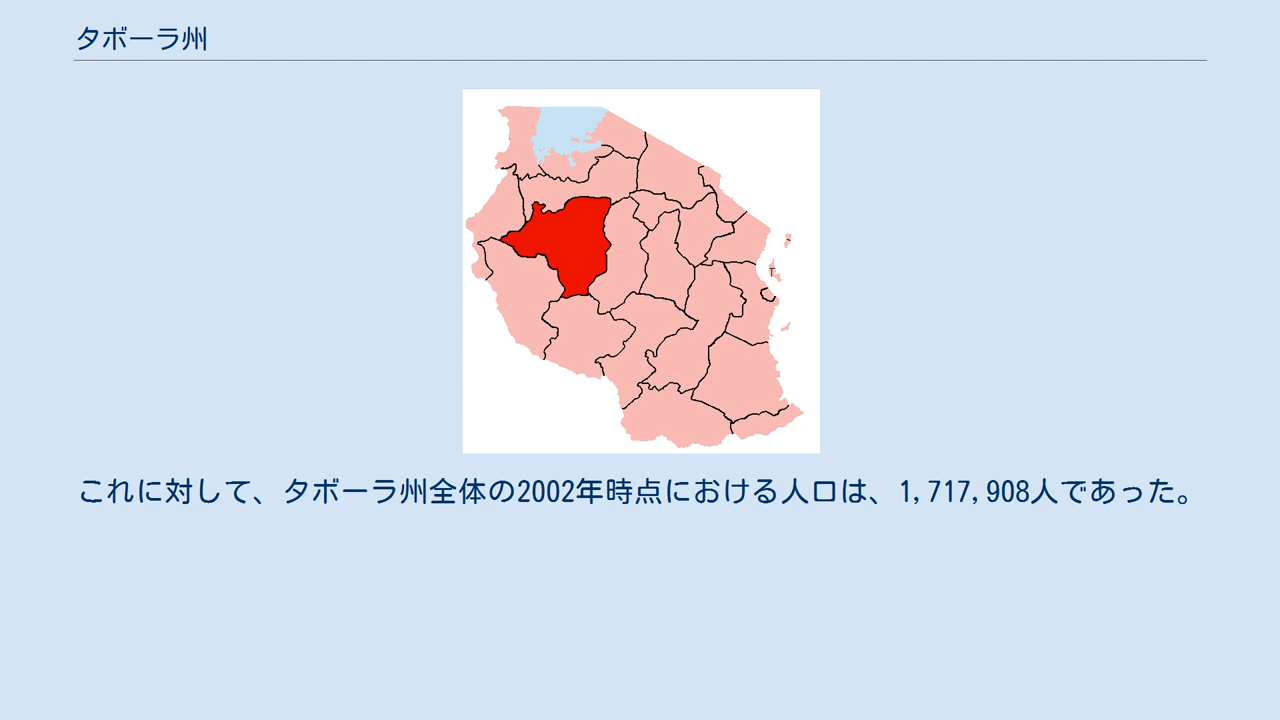 タボーラ州
これに対して、タボーラ州全体の2002年時点における人口は、1,717,908人であった。